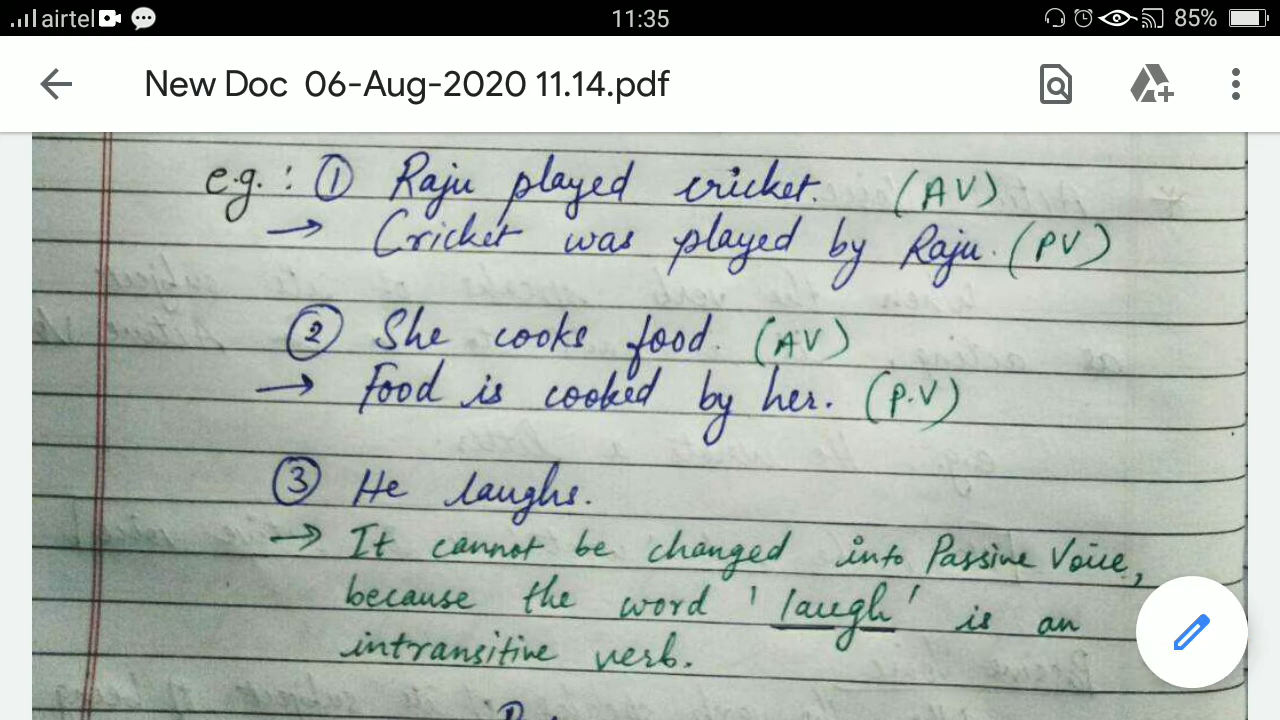 airtel 11:35 85%
New Doc 06-Aug-2020 11.14.pdf
e.g. : ① Raju played cricket. (AV)
→ Cricket was played by Raju. (PV)
② She cooks food. (AV)
→ Food is cooked by her. (P.V)
③ He laughs.
→ It cannot be changed into Passive Voice,
because the word 'laugh' is an
intransitive verb.